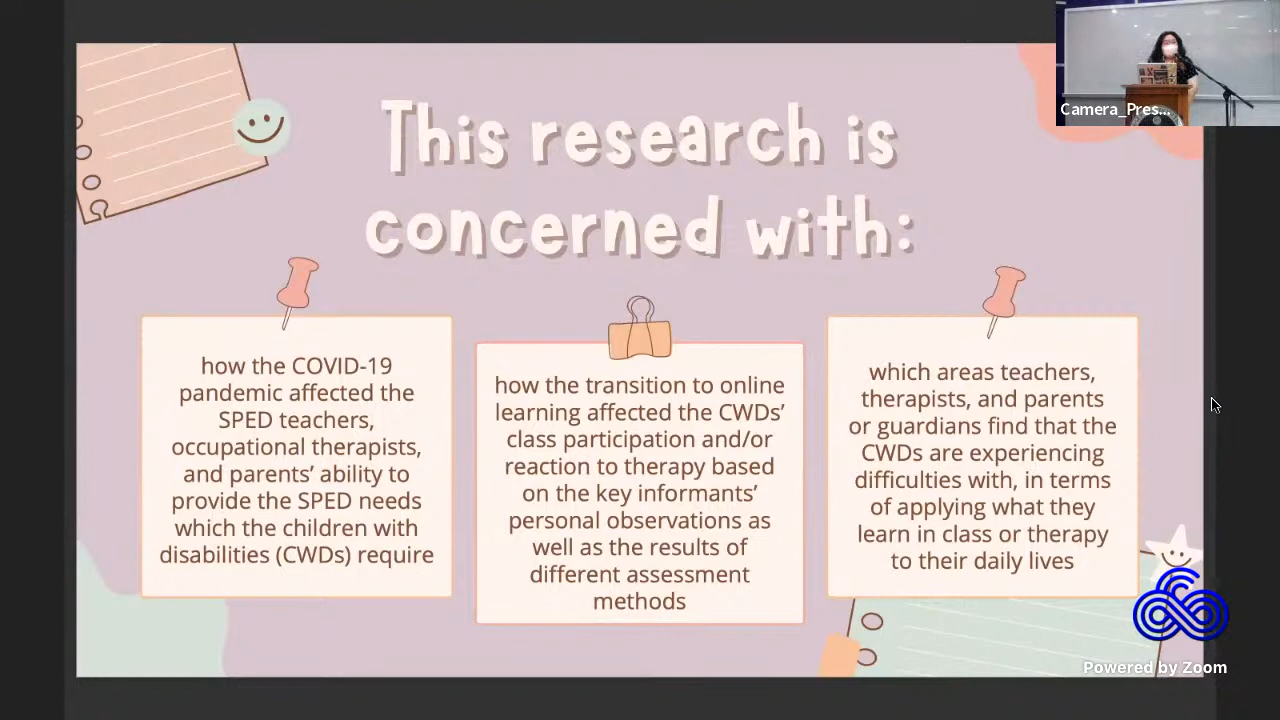 Camera_Pres...
This research is
concerned with:
how the COVID-19
pandemic affected the
SPED teachers,
occupational therapists,
and parents’ ability to
provide the SPED needs
which the children with
disabilities (CWDs) require
how the transition to online
learning affected the CWDs’
class participation and/or
reaction to therapy based
on the key informants’
personal observations as
well as the results of
different assessment
methods
which areas teachers,
therapists, and parents
or guardians find that the
CWDs are experiencing
difficulties with, in terms
of applying what they
learn in class or therapy
to their daily lives
Powered by Zoom